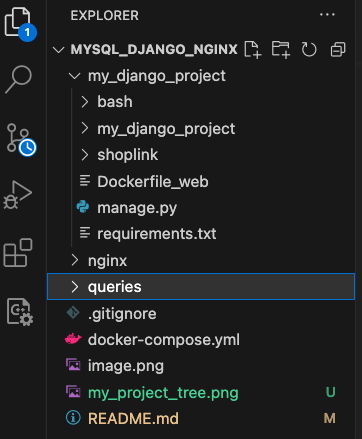 EXPLORER
1
MYSQL_DJANGO_NGINX
my_django_project
bash
my_django_project
shoplink
Dockerfile_web
manage.py
requirements.txt
nginx
queries
.gitignore
docker-compose.yml
image.png
my_project_tree.png U
README.md M